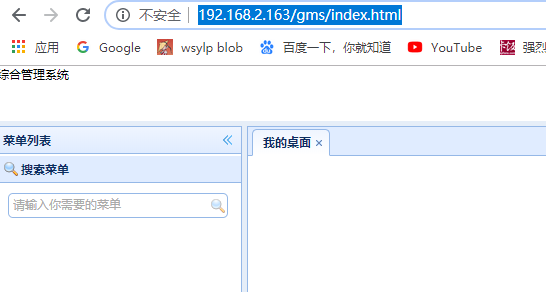 不安全 192.168.2.163/gms/index.html
应用 Google wsylp blob 百度一下，你就知道 YouTube 强烈
综合管理系统
菜单列表 我的桌面
搜索菜单
请输入你需要的菜单